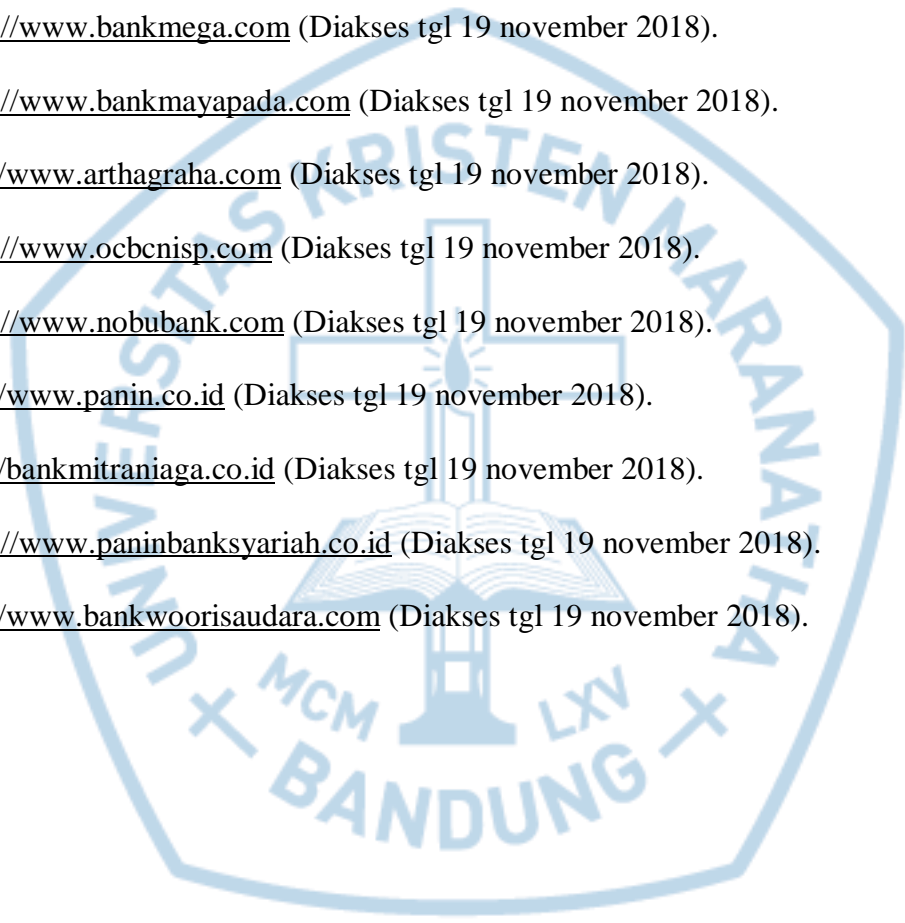 //www.bankmega.com (Diakses tgl 19 november 2018).
//www.bankmayapada.com (Diakses tgl 19 november 2018).
/www.arthagraha.com (Diakses tgl 19 november 2018).
//www.ocbcnisp.com (Diakses tgl 19 november 2018).
//www.nobubank.com (Diakses tgl 19 november 2018).
/www.panin.co.id (Diakses tgl 19 november 2018).
/bankmitraniaga.co.id (Diakses tgl 19 november 2018).
//www.paninbanksyariah.co.id (Diakses tgl 19 november 2018).
/www.bankwoorisaudara.com (Diakses tgl 19 november 2018).
UNIVERSITAS KRISTEN MARANATHA
MCM LXV
BANDUNG